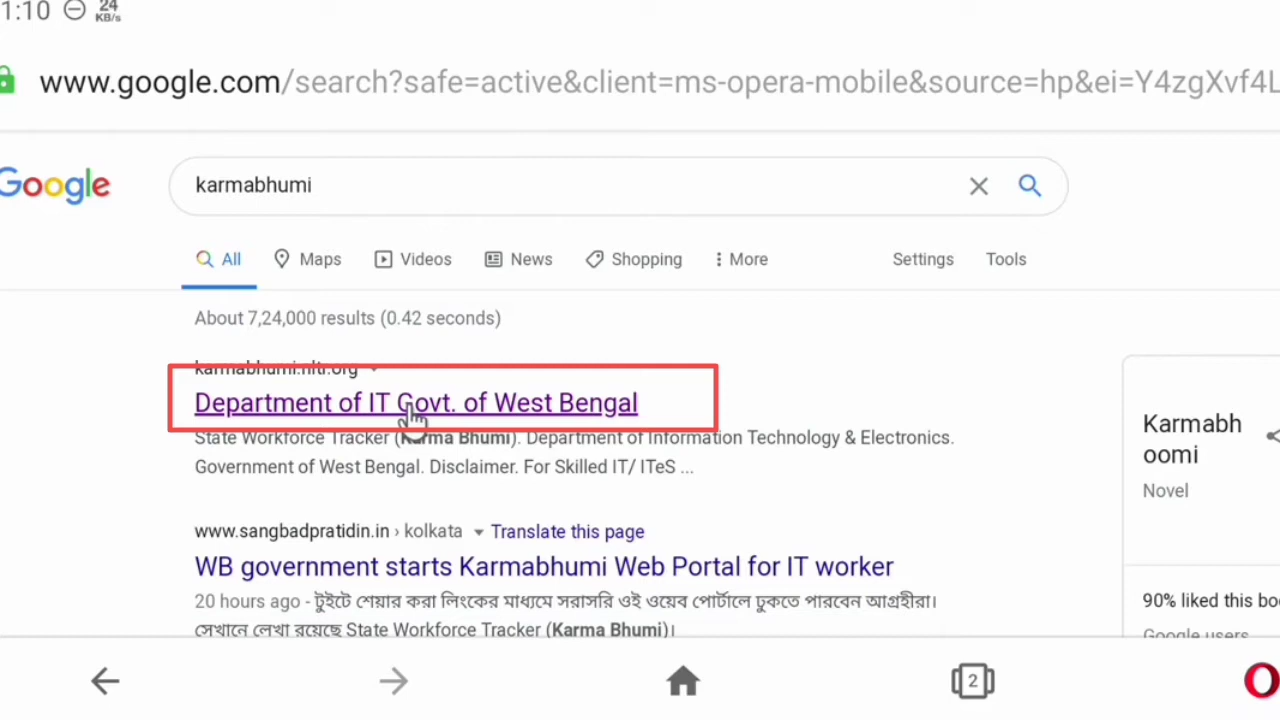 1:10 24 KB/s
www.google.com/search?safe=active&client=ms-opera-mobile&source=hp&ei=Y4zgXvf4L
Google karmabhumi
All Maps Videos News Shopping More Settings Tools
About 7,24,000 results (0.42 seconds)
karmabhumi.nltr.org
Department of IT Govt. of West Bengal
State Workforce Tracker (Karma Bhumi). Department of Information Technology & Electronics.
Government of West Bengal. Disclaimer. For Skilled IT/ ITeS ...
www.sangbadpratidin.in › kolkata Translate this page
WB government starts Karmabhumi Web Portal for IT worker
20 hours ago - টুইটে শেয়ার করা লিংকের মাধ্যমে সরাসরি ওই ওয়েব পোর্টালে ঢুকতে পারবেন আগ্রহীরা।
সেখানে লেখা রয়েছে State Workforce Tracker (Karma Bhumi)।
Karmabh
oomi
Novel
90% liked this bo
Google users
2